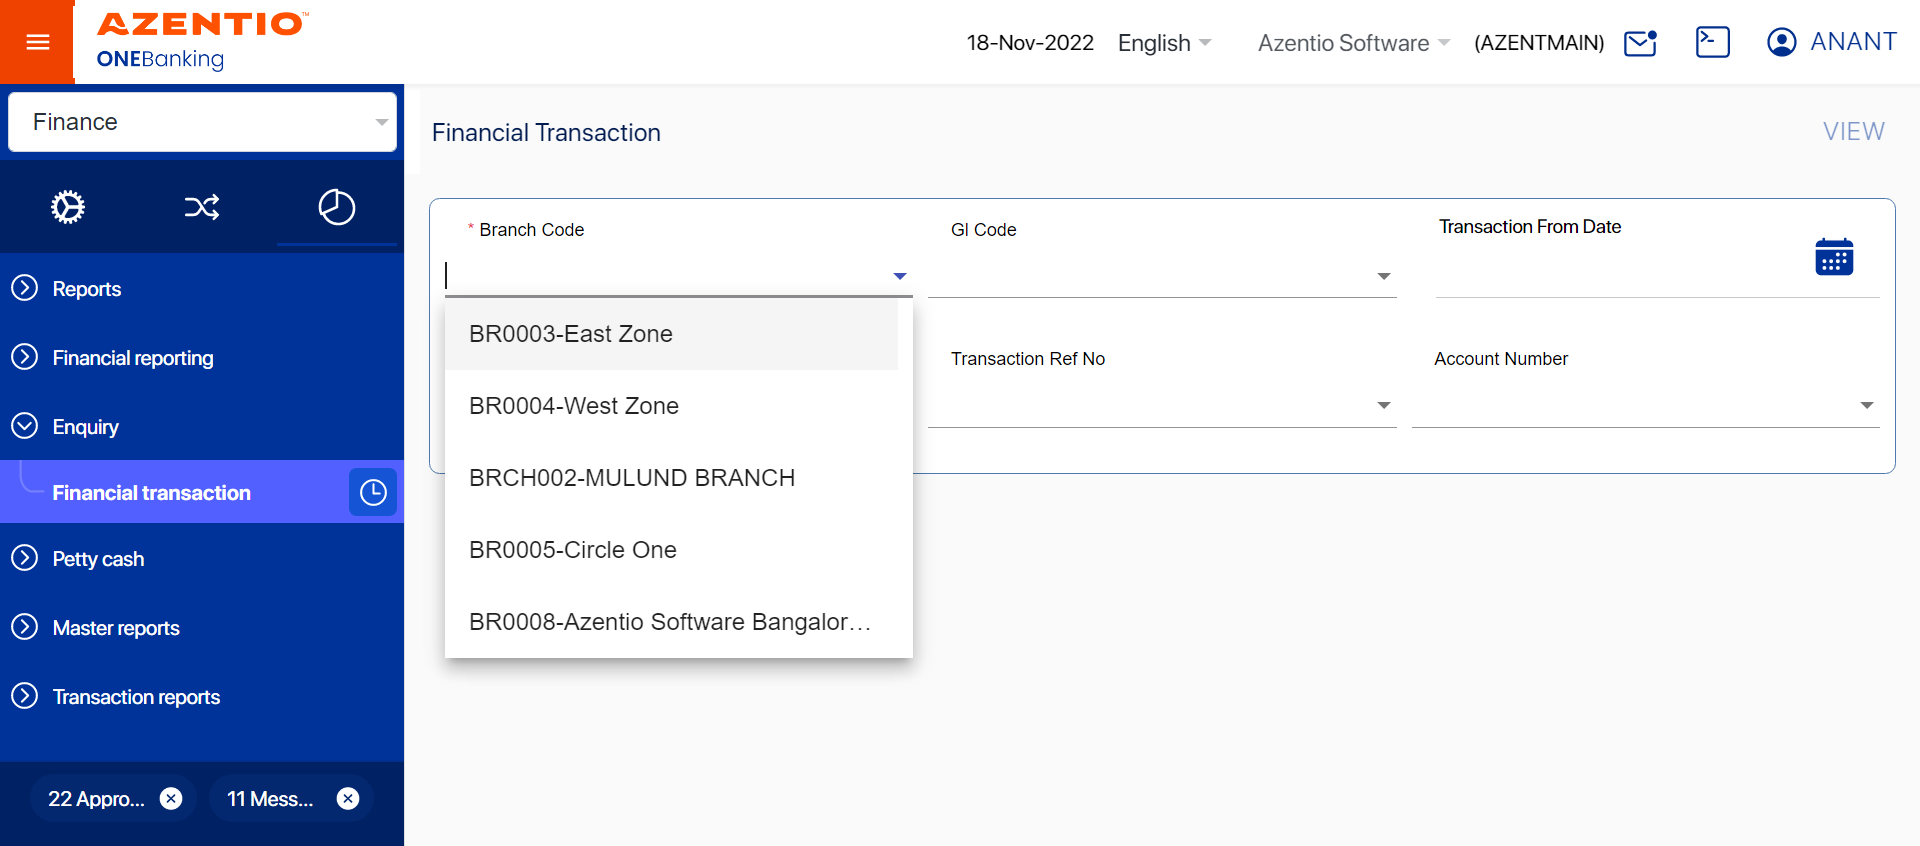 AZENTIO™
ONEBanking
18-Nov-2022
English
Azentio Software
(AZENTMAIN)
ANANT
Finance
Reports
Financial reporting
Enquiry
Financial transaction
Petty cash
Master reports
Transaction reports
22 Appro...
11 Mess...
Financial Transaction
VIEW
* Branch Code
Gl Code
Transaction From Date
BR0003-East Zone
BR0004-West Zone
BRCH002-MULUND BRANCH
BR0005-Circle One
BR0008-Azentio Software Bangalor...
Transaction Ref No
Account Number